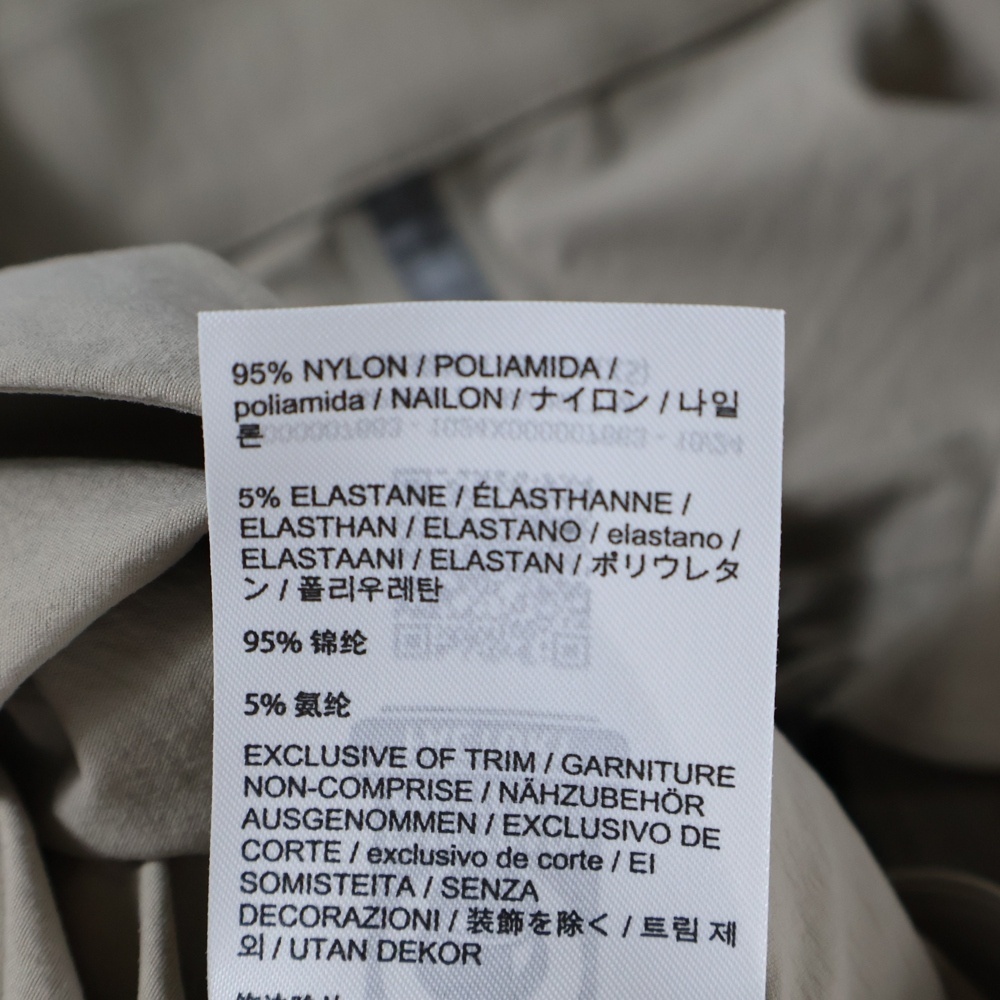 95% NYLON / POLIAMIDA /
poliamida / NAILON / ナイロン / 나일
론
5% ELASTANE / ÉLASTHANNE /
ELASTHAN / ELASTANO / elastano /
ELASTAANI / ELASTAN / ポリウレタ
ン / 폴리우레탄
95% 锦纶
5% 氨纶
EXCLUSIVE OF TRIM / GARNITURE
NON-COMPRISE / NÄHZUBEHÖR
AUSGENOMMEN / EXCLUSIVO DE
CORTE / exclusivo de corte / EI
SOMISTEITA / SENZA
DECORAZIONI / 装飾を除く / 트림 제
외 / UTAN DEKOR